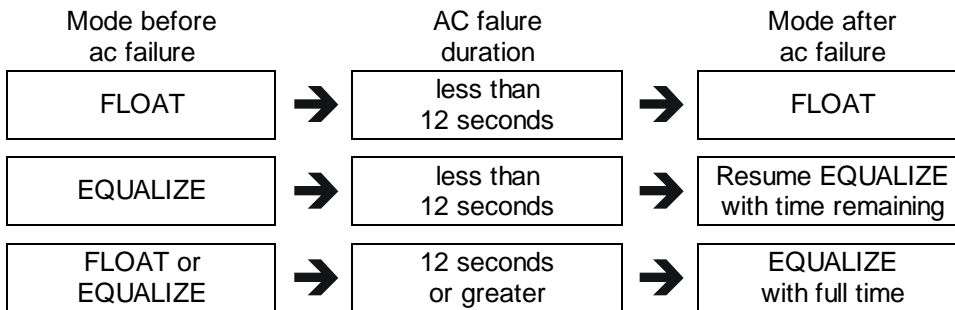 Mode before
ac failure
AC falure
duration
Mode after
ac failure
FLOAT
less than
12 seconds
FLOAT
EQUALIZE
less than
12 seconds
Resume EQUALIZE
with time remaining
FLOAT or
EQUALIZE
12 seconds
or greater
EQUALIZE
with full time